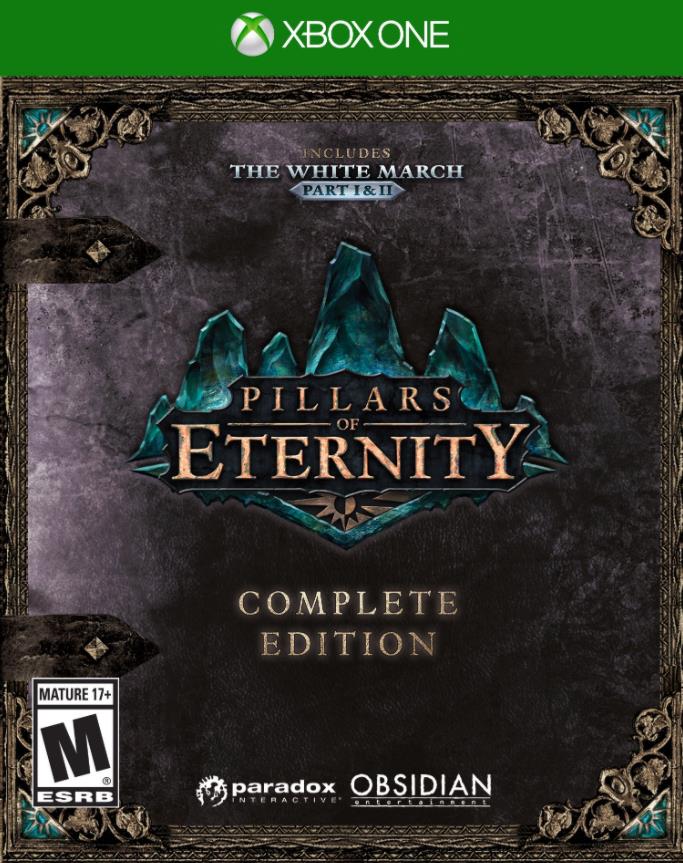 XBOX ONE
INCLUDES
THE WHITE MARCH
PART I & II
PILLARS
OF
ETERNITY
COMPLETE
EDITION
MATURE 17+
M
®
ESRB
paradox
INTERACTIVE®
OBSIDIAN
entertainment